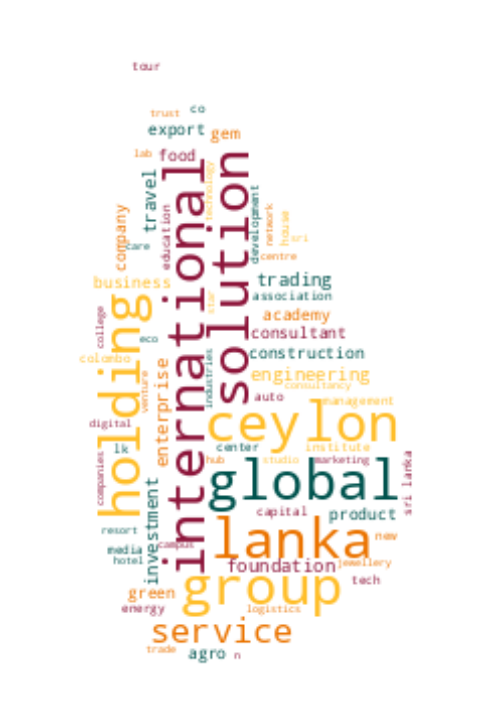 tour
trust
co
export
gem
lab
food
technology
travel
education
international
solution
development
network
house
sri
company
care
centre
business
trading
association
star
holding
college
academy
consultant
eco
construction
colombo
industries
engineering
venture
enterprise
consultancy
auto
management
ceylon
digital
lk
center
institute
hub
studio
marketing
companies
global
sri lanka
investment
capital
product
resort
lanka
new
media
campus
hotel
foundation
jewellery
group
tech
green
energy
logistics
service
trade
agro
n